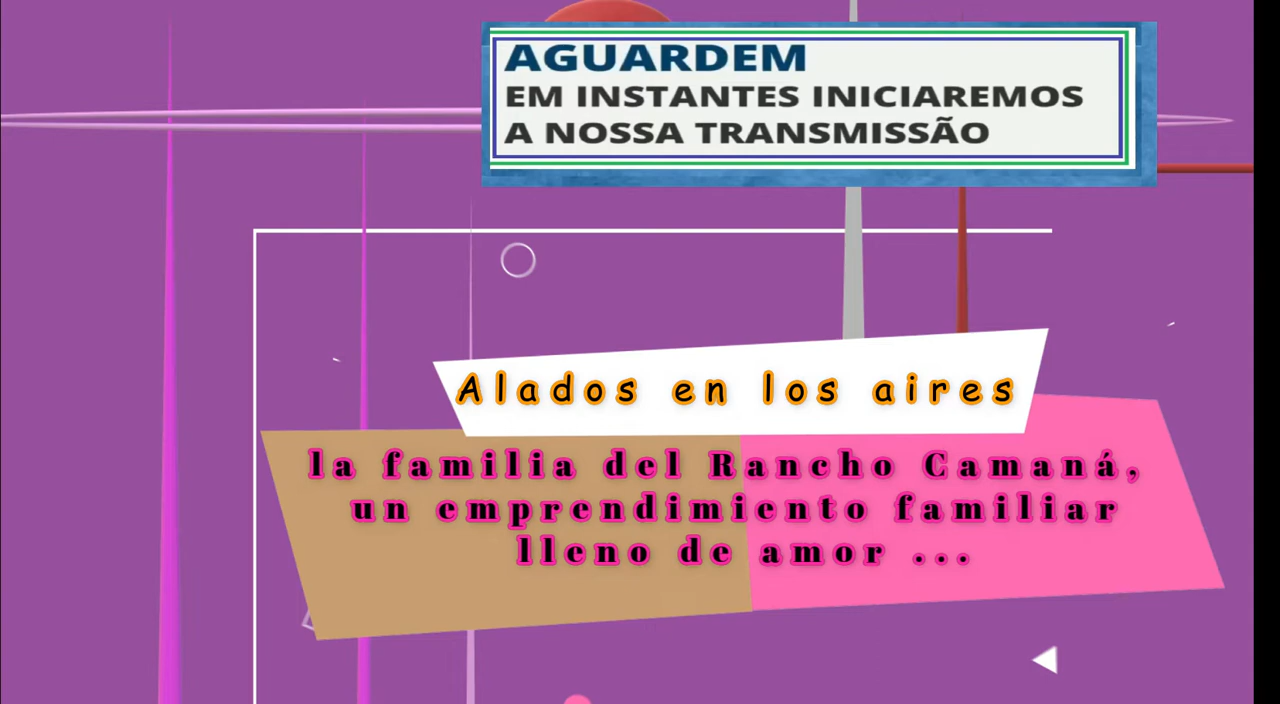 AGUARDEM
EM INSTANTES INICIAREMOS
A NOSSA TRANSMISSÃO
Alados en los aires
la familia del Rancho Camaná,
un emprendimiento familiar
lleno de amor ...